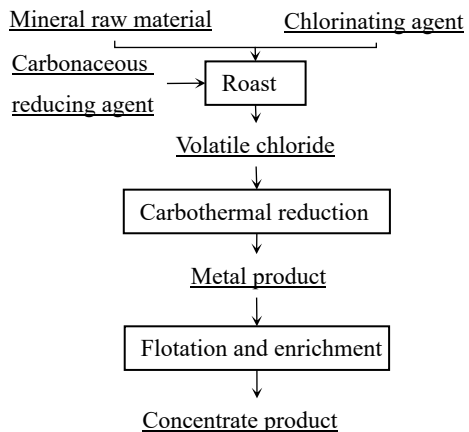 Mineral raw material
Chlorinating agent
Carbonaceous
reducing agent
Roast
Volatile chloride
Carbothermal reduction
Metal product
Flotation and enrichment
Concentrate product